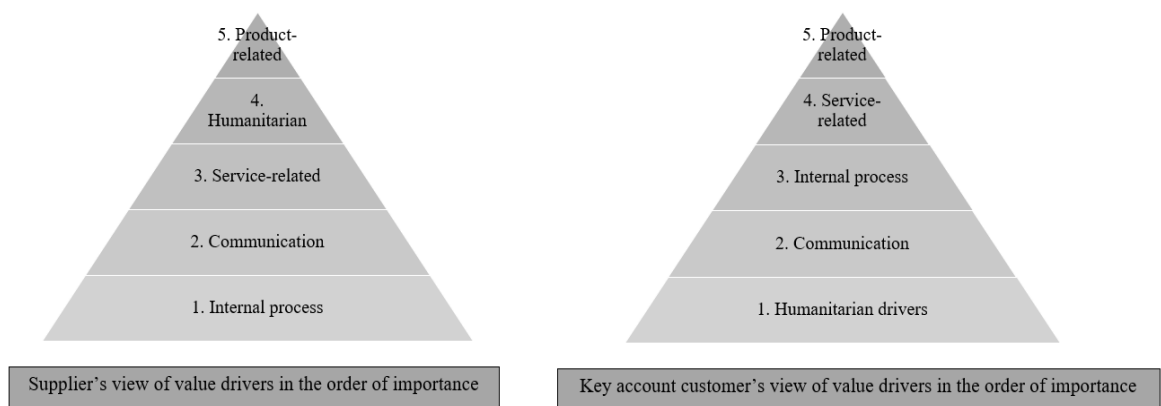 5. Product-
related
4.
Humanitarian
3. Service-related
2. Communication
1. Internal process
Supplier’s view of value drivers in the order of importance
5. Product-
related
4. Service-
related
3. Internal process
2. Communication
1. Humanitarian drivers
Key account customer’s view of value drivers in the order of importance